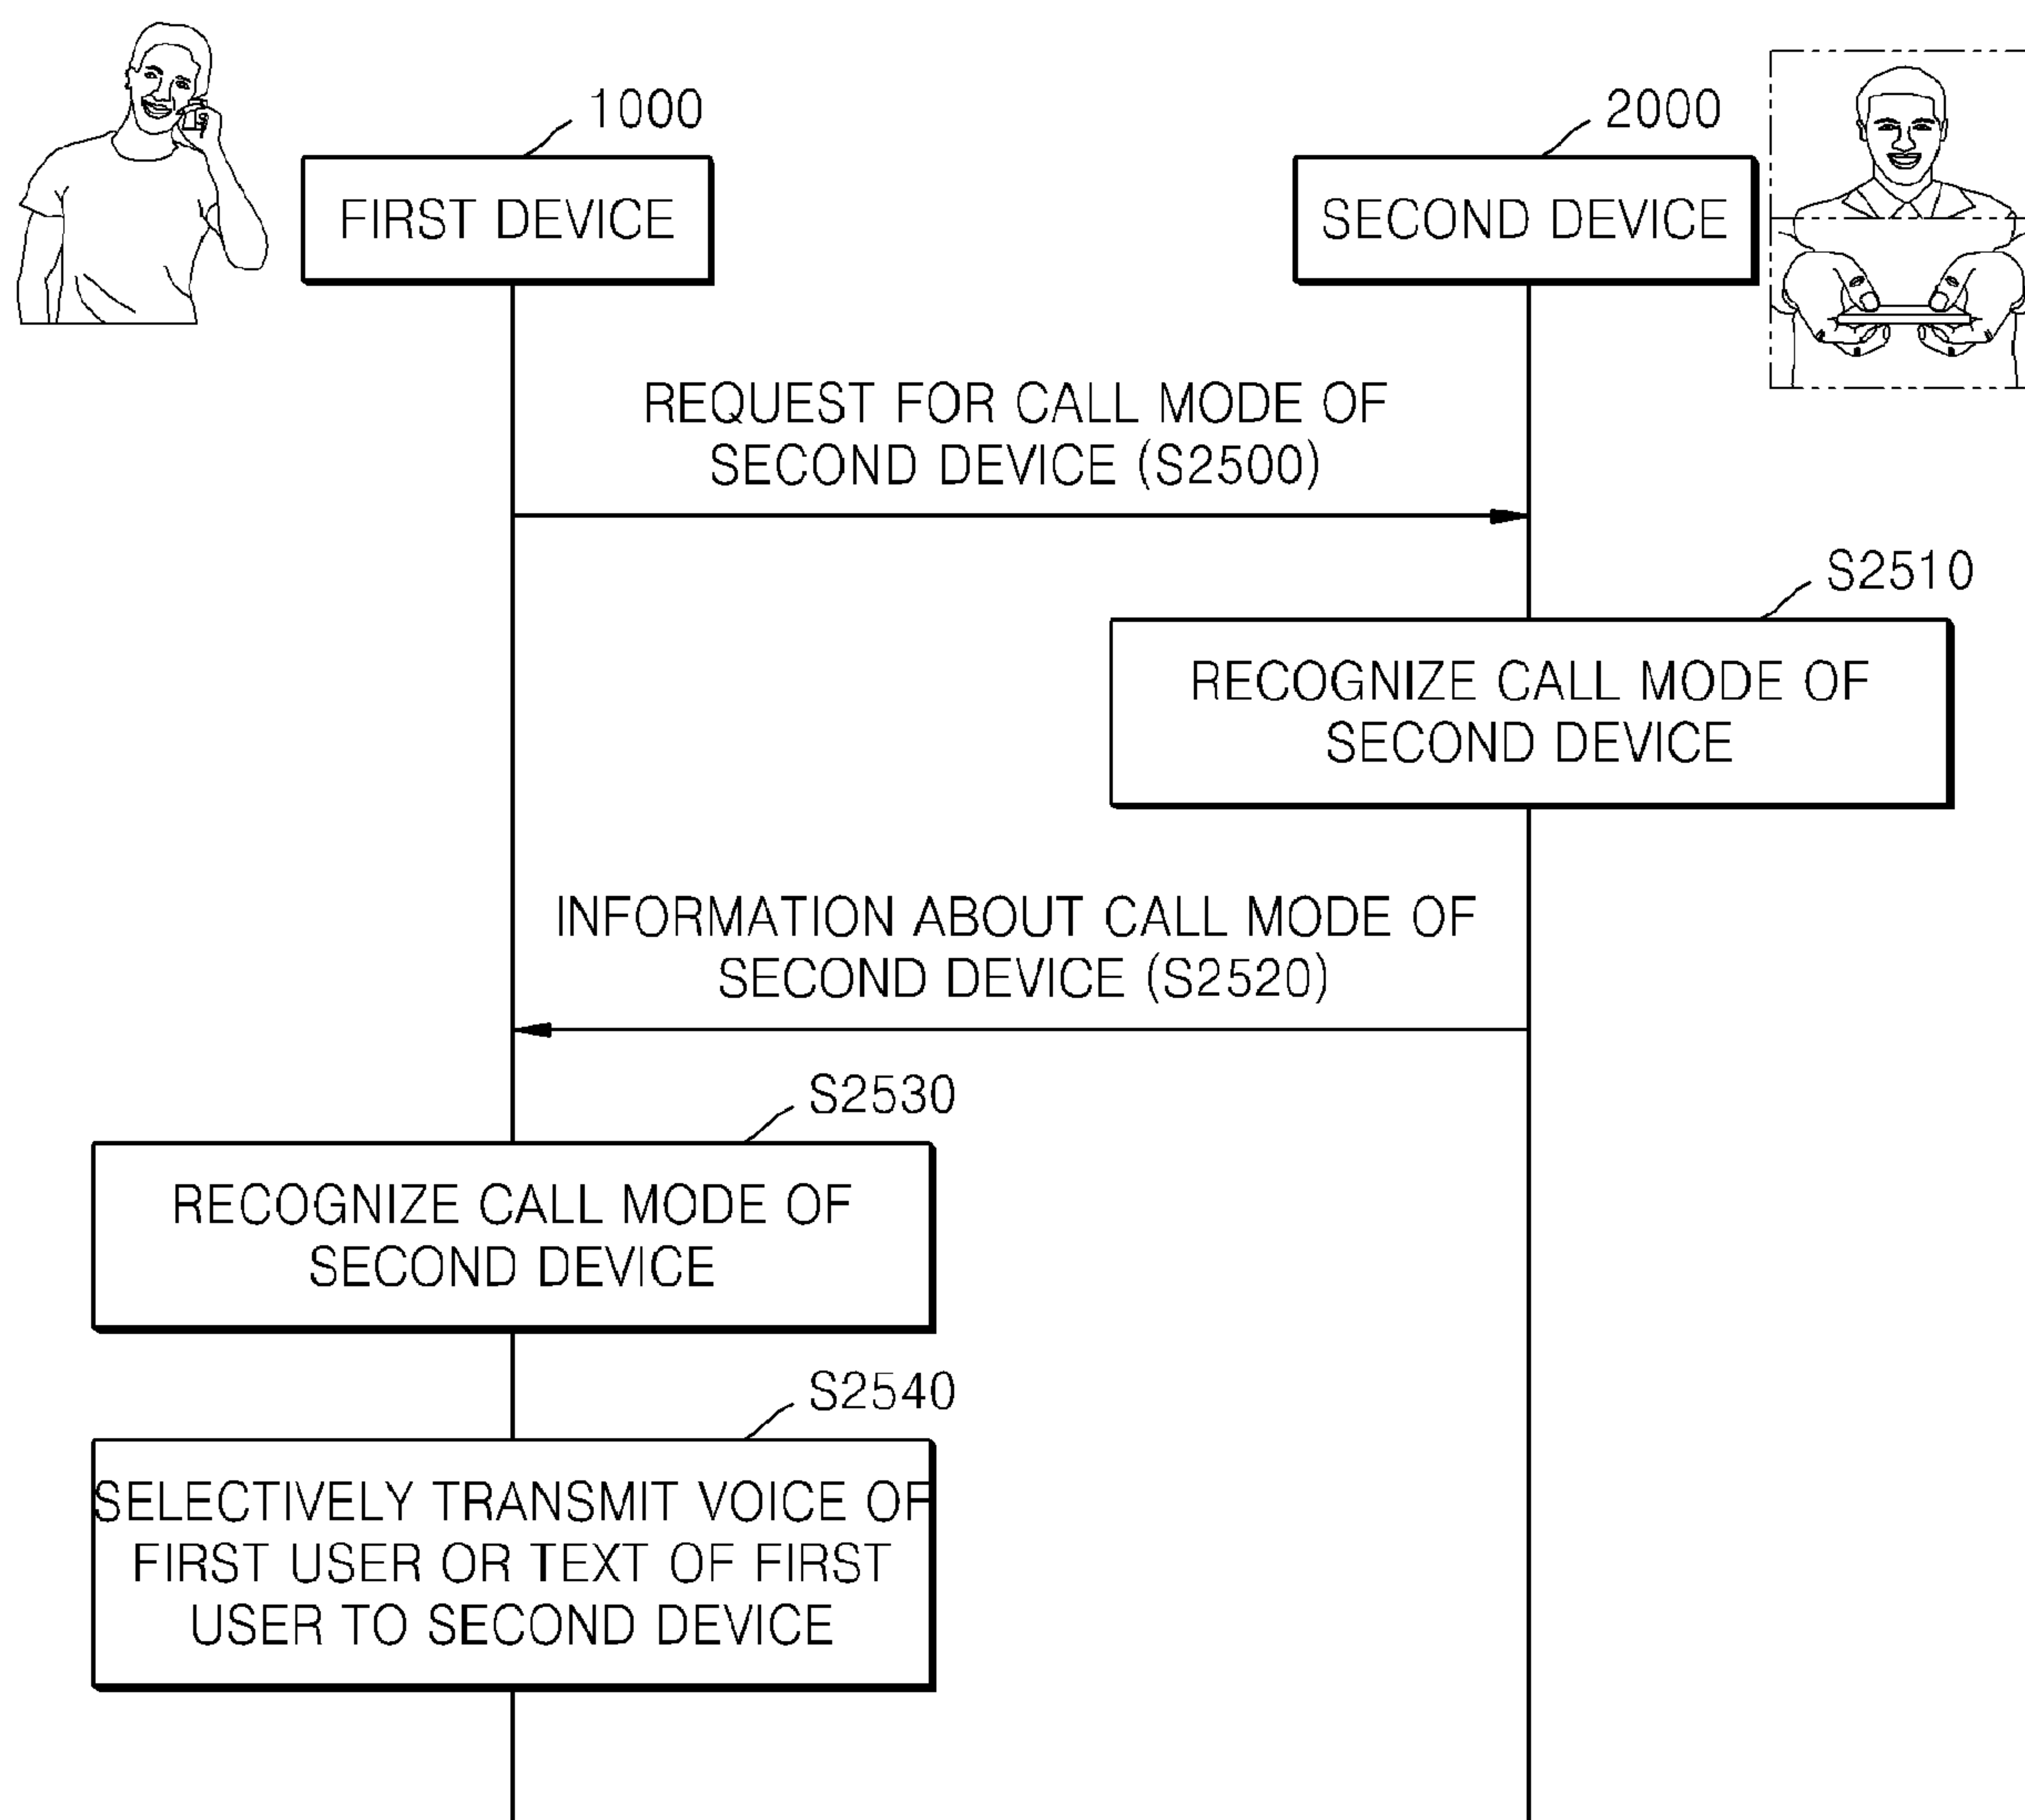 1000
2000
FIRST DEVICE
SECOND DEVICE
REQUEST FOR CALL MODE OF
SECOND DEVICE (S2500)
S2510
RECOGNIZE CALL MODE OF
SECOND DEVICE
INFORMATION ABOUT CALL MODE OF
SECOND DEVICE (S2520)
S2530
RECOGNIZE CALL MODE OF
SECOND DEVICE
S2540
SELECTIVELY TRANSMIT VOICE OF
FIRST USER OR TEXT OF FIRST
USER TO SECOND DEVICE